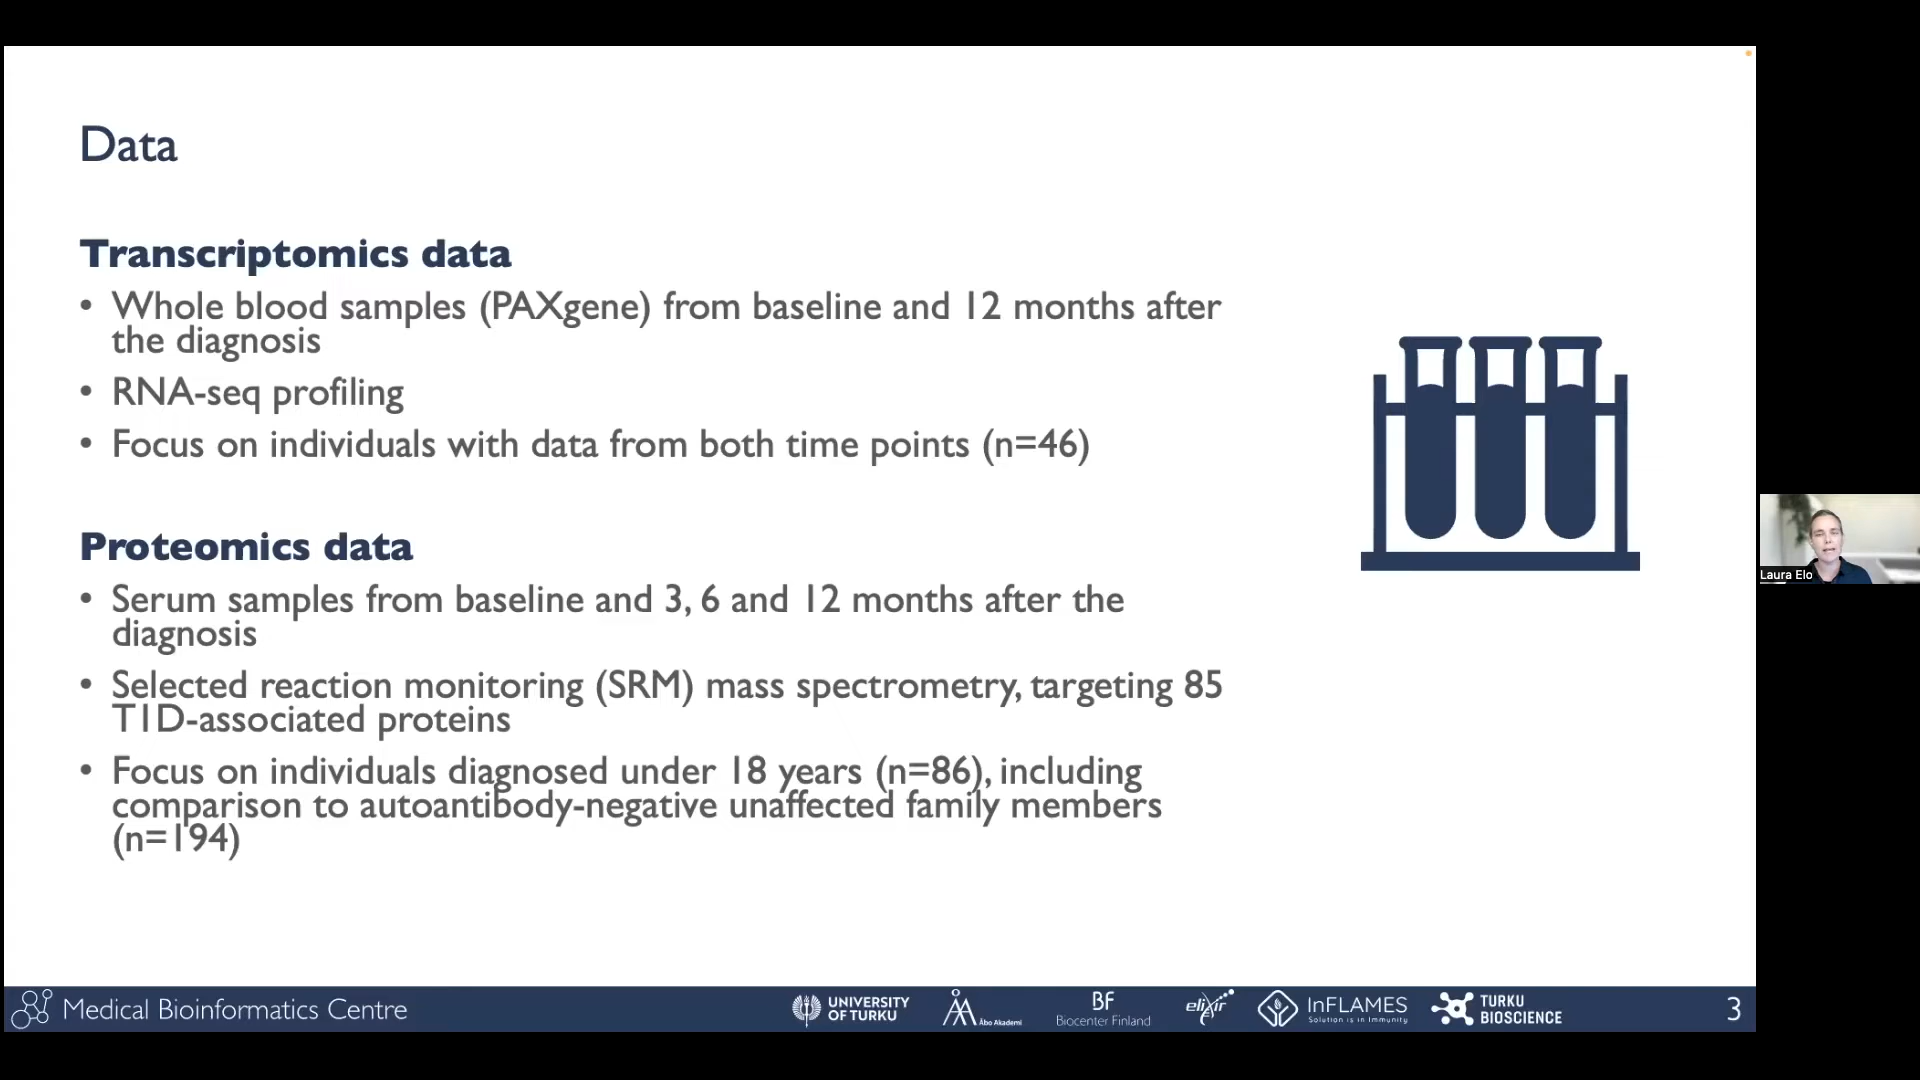 Data
Transcriptomics data
• Whole blood samples (PAXgene) from baseline and 12 months after
the diagnosis
• RNA-seq profiling
• Focus on individuals with data from both time points (n=46)
Proteomics data
• Serum samples from baseline and 3, 6 and 12 months after the
diagnosis
• Selected reaction monitoring (SRM) mass spectrometry, targeting 85
T1D-associated proteins
• Focus on individuals diagnosed under 18 years (n=86), including
comparison to autoantibody-negative unaffected family members
(n=194)
Laura Elo
Medical Bioinformatics Centre
UNIVERSITY
OF TURKU
Åbo Akademi
BF
Biocenter Finland
elixir
InFLAMES
Solution is in Immunity
TURKU
BIOSCIENCE
3